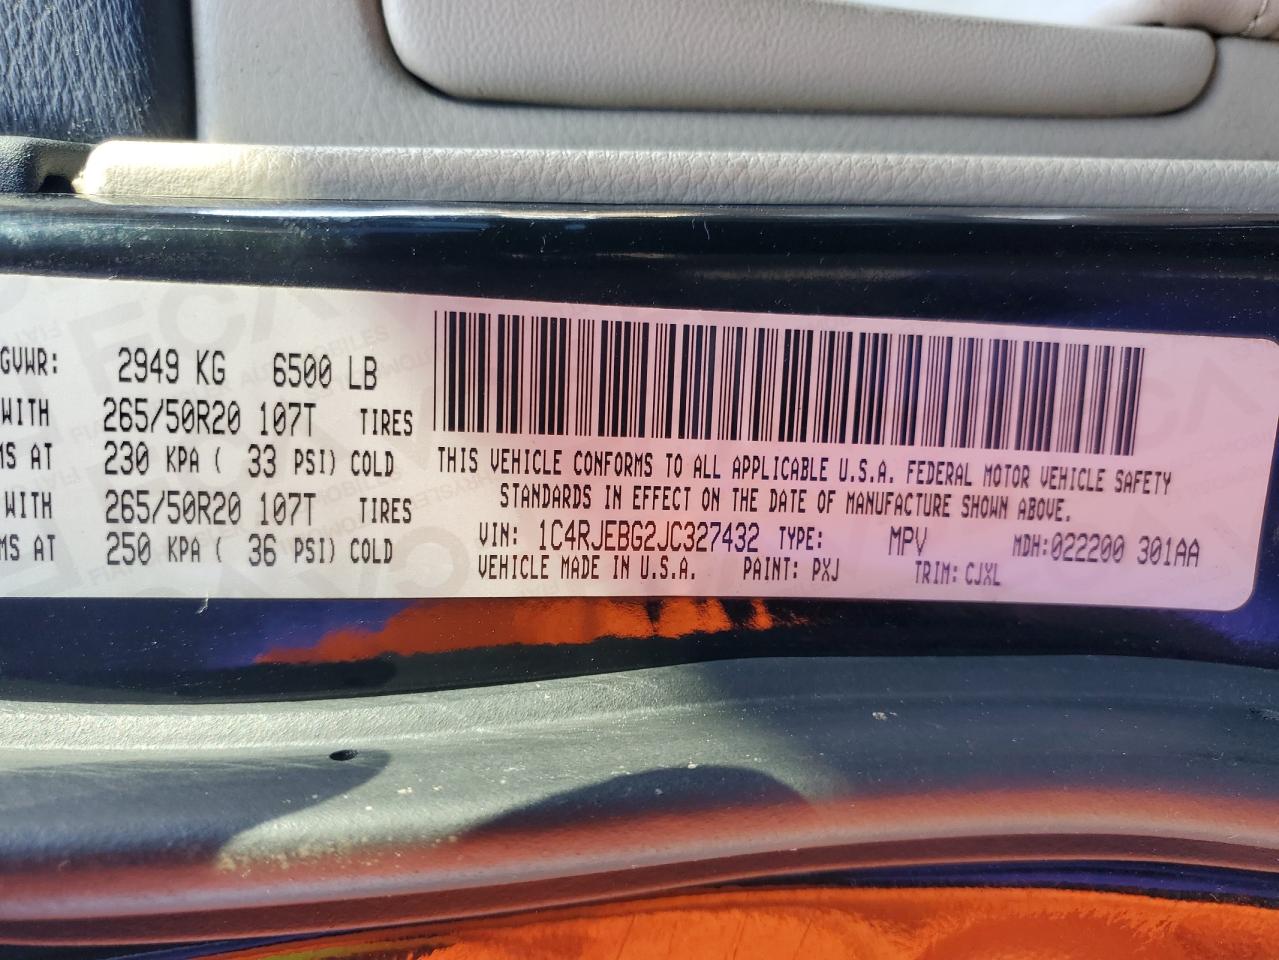 GVWR: 2949 KG 6500 LB
WITH 265/50R20 107T TIRES
MS AT 230 KPA ( 33 PSI) COLD
WITH 265/50R20 107T TIRES
MS AT 250 KPA ( 36 PSI) COLD
THIS VEHICLE CONFORMS TO ALL APPLICABLE U.S.A. FEDERAL MOTOR VEHICLE SAFETY
STANDARDS IN EFFECT ON THE DATE OF MANUFACTURE SHOWN ABOVE.
VIN: 1C4RJEBG2JC327432 TYPE: MPV MDH:022200 301AA
VEHICLE MADE IN U.S.A. PAINT: PXJ TRIM: CJXL